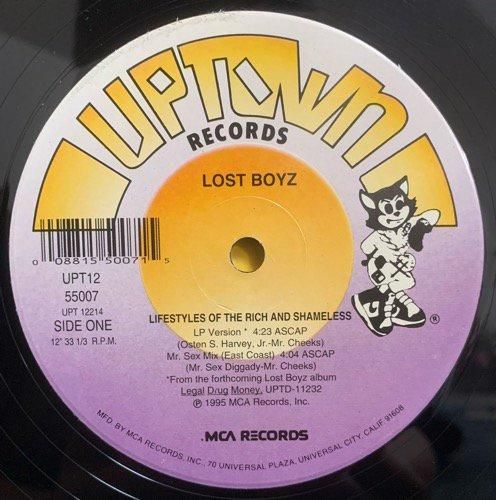 UPTOWN
RECORDS
LOST BOYZ
0 08815 50071 5
UPT12
55007
UPT 12214
SIDE ONE
12" 33 1/3 R.P.M.
LIFESTYLES OF THE RICH AND SHAMELESS
LP Version * 4:23 ASCAP
(Osten S. Harvey, Jr.-Mr. Cheeks)
Mr. Sex Mix (East Coast) 4:04 ASCAP
(Mr. Sex Diggady-Mr. Cheeks)
*From the forthcoming Lost Boyz album
Legal Drug Money, UPTD-11232
℗ 1995 MCA Records, Inc.
®
.MCA RECORDS
MFD. BY MCA RECORDS, INC., 70 UNIVERSAL PLAZA, UNIVERSAL CITY, CALIF 91608